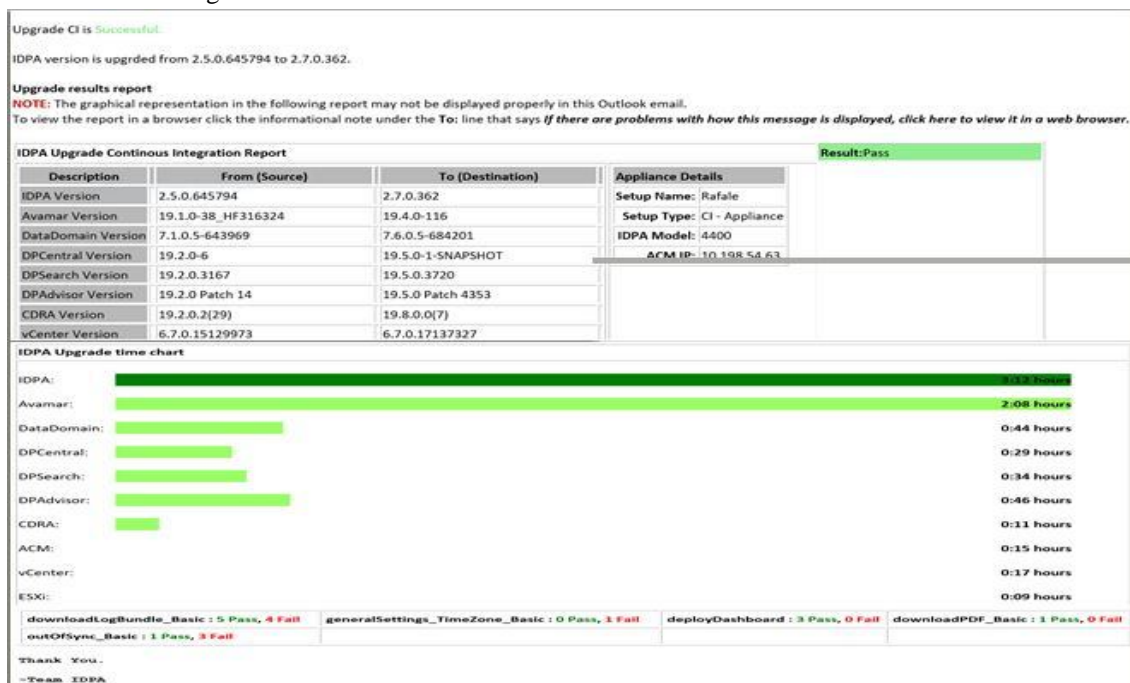 Upgrade CI is Successful.
IDPA version is upgrded from 2.5.0.645794 to 2.7.0.362.
Upgrade results report
NOTE: The graphical representation in the following report may not be displayed properly in this Outlook email.
To view the report in a browser click the informational note under the To: line that says If there are problems with how this message is displayed, click here to view it in a web browser.
IDPA Upgrade Continous Integration Report Result:Pass
Description From (Source) To (Destination) Appliance Details
IDPA Version 2.5.0.645794 2.7.0.362 Setup Name: Rafale
Avamar Version 19.1.0-38_HF316324 19.4.0-116 Setup Type: CI - Appliance
DataDomain Version 7.1.0.5-643969 7.6.0.5-684201 IDPA Model: 4400
DPCentral Version 19.2.0-6 19.5.0-1-SNAPSHOT ACM IP: 10.198.54.63
DPSearch Version 19.2.0.3167 19.5.0.3720
DPAdvisor Version 19.2.0 Patch 14 19.5.0 Patch 4353
CDRA Version 19.2.0.2(29) 19.8.0.0(7)
vCenter Version 6.7.0.15129973 6.7.0.17137327
IDPA Upgrade time chart
IDPA: 3:12 hours
Avamar: 2:08 hours
DataDomain: 0:44 hours
DPCentral: 0:29 hours
DPSearch: 0:34 hours
DPAdvisor: 0:46 hours
CDRA: 0:11 hours
ACM: 0:15 hours
vCenter: 0:17 hours
ESXi: 0:09 hours
downloadLogBundle_Basic : 5 Pass, 4 Fail generalSettings_TimeZone_Basic : 0 Pass, 1 Fail deployDashboard : 3 Pass, 0 Fail downloadPDF_Basic : 1 Pass, 0 Fail
outOfSync_Basic : 1 Pass, 3 Fail
Thank You.
-Team IDPA